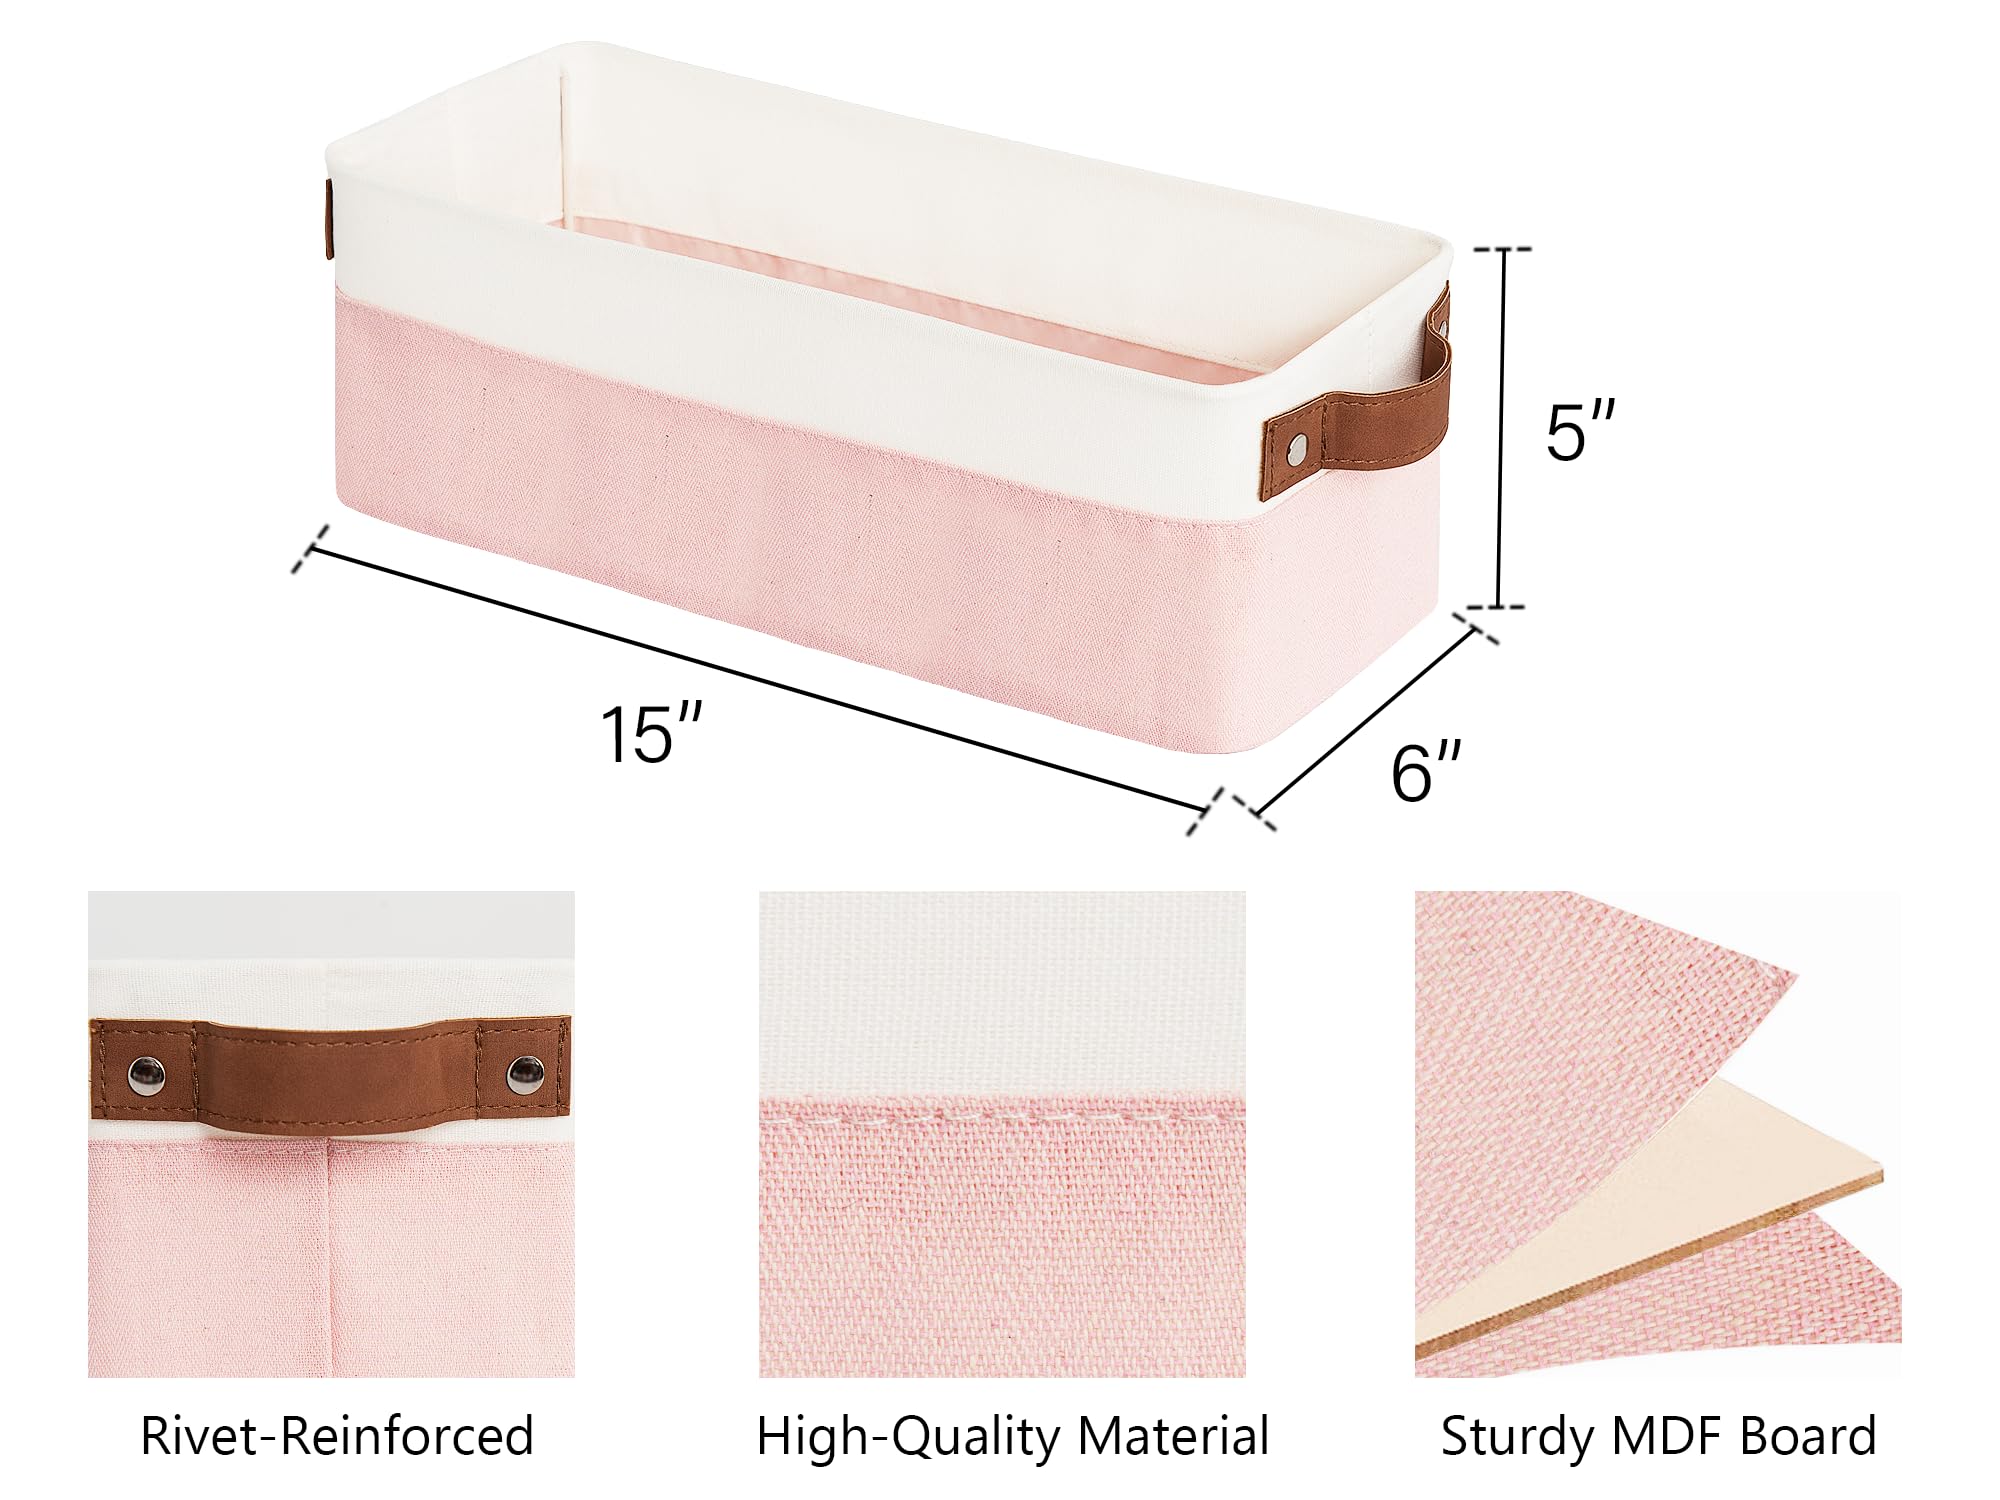 5"
15"
6"
Rivet-Reinforced
High-Quality Material
Sturdy MDF Board